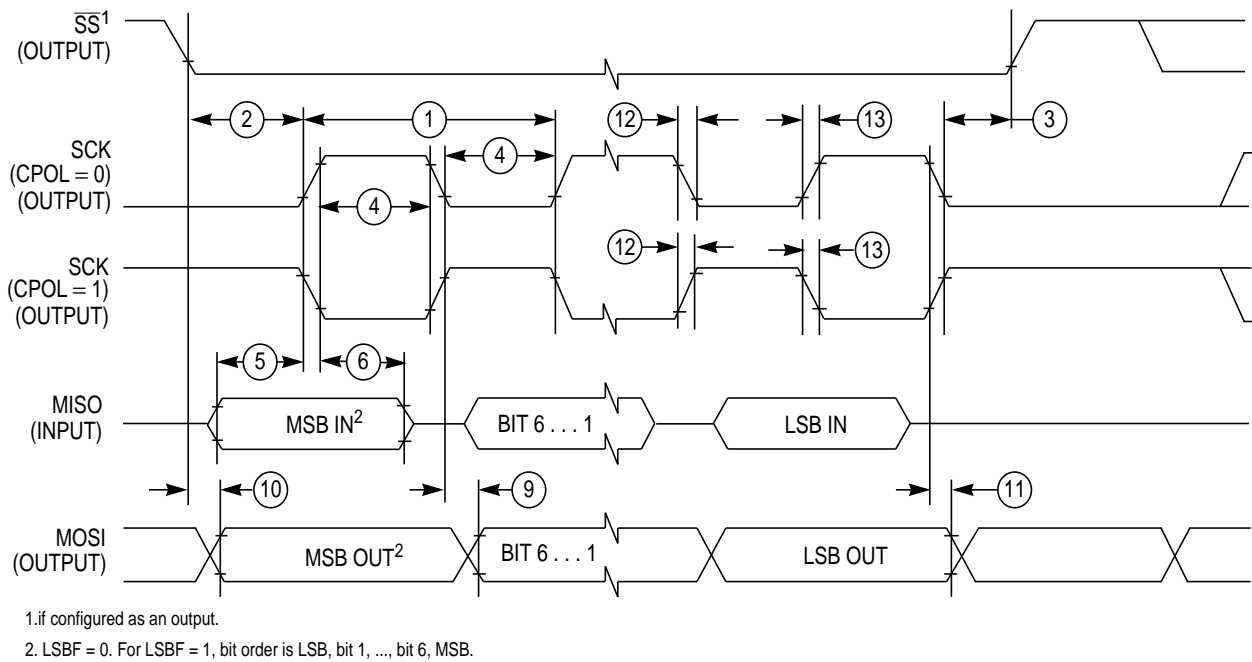 SS1
(OUTPUT)
2
1
12
13
3
SCK
(CPOL = 0)
(OUTPUT)
4
4
12
13
SCK
(CPOL = 1)
(OUTPUT)
5
6
MISO
(INPUT)
MSB IN2
BIT 6 . . . 1
LSB IN
10
9
11
MOSI
(OUTPUT)
MSB OUT2
BIT 6 . . . 1
LSB OUT
1.if configured as an output.
2. LSBF = 0. For LSBF = 1, bit order is LSB, bit 1, ..., bit 6, MSB.